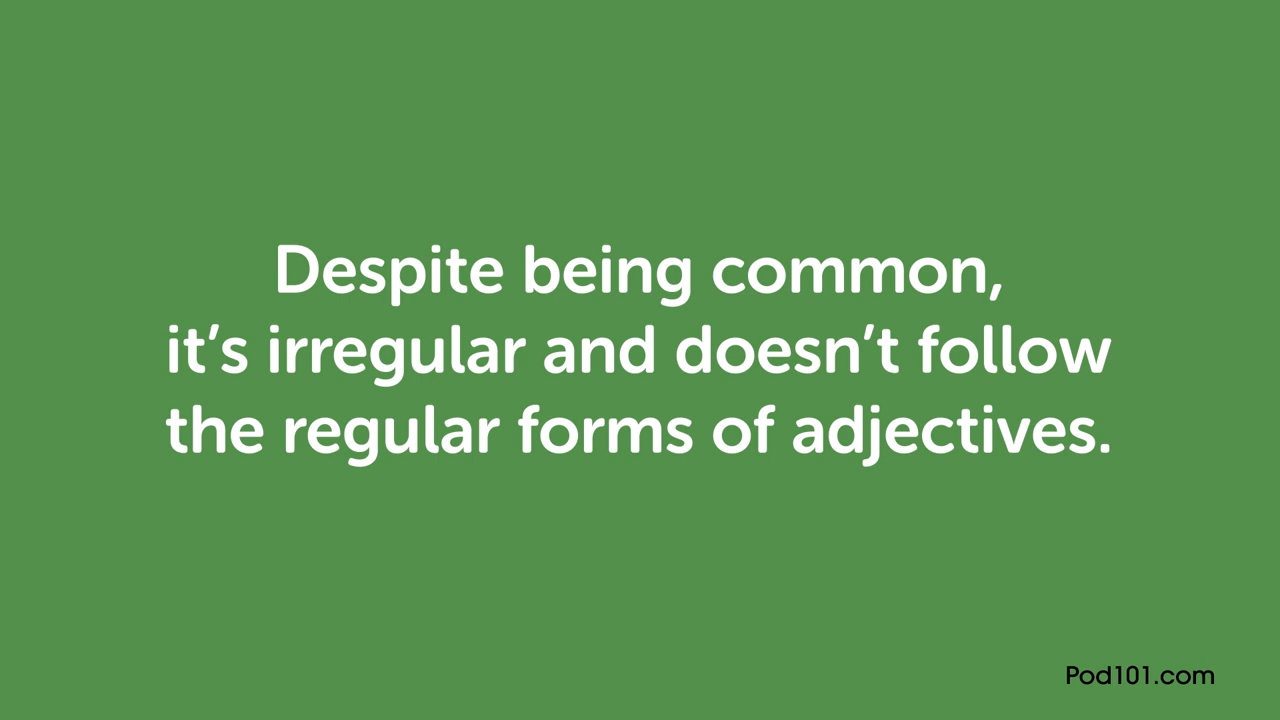 Despite being common,
it’s irregular and doesn’t follow
the regular forms of adjectives.
Pod101.com